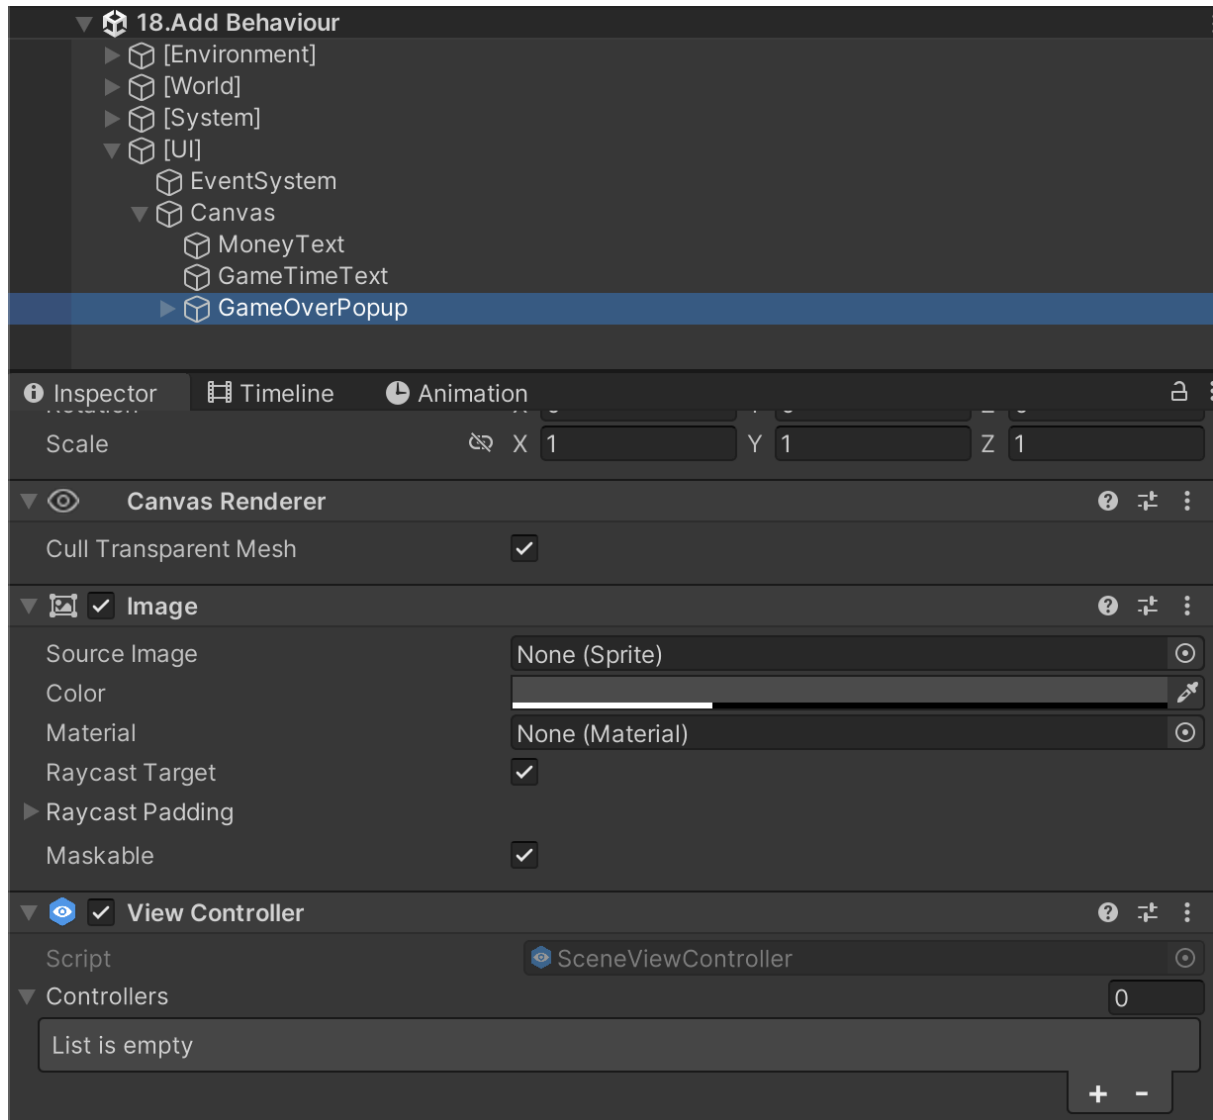 18.Add Behaviour
[Environment]
[World]
[System]
[UI]
EventSystem
Canvas
MoneyText
GameTimeText
GameOverPopup
Inspector Timeline Animation
Scale X 1 Y 1 Z 1
Canvas Renderer
Cull Transparent Mesh
Image
Source Image None (Sprite)
Color
Material None (Material)
Raycast Target
Raycast Padding
Maskable
View Controller
Script SceneViewController
Controllers 0
List is empty
+ -